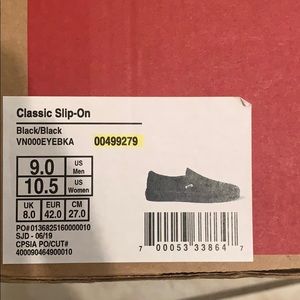 Classic Slip-On
Black/Black
VN000EYEBKA 00499279
9.0 US Men
10.5 US Women
UK EUR CM
8.0 42.0 27.0
PO#0136825160000010
SJD - 06/19
CPSIA PO/CUT#
400090464900010
7 00053 33864 7